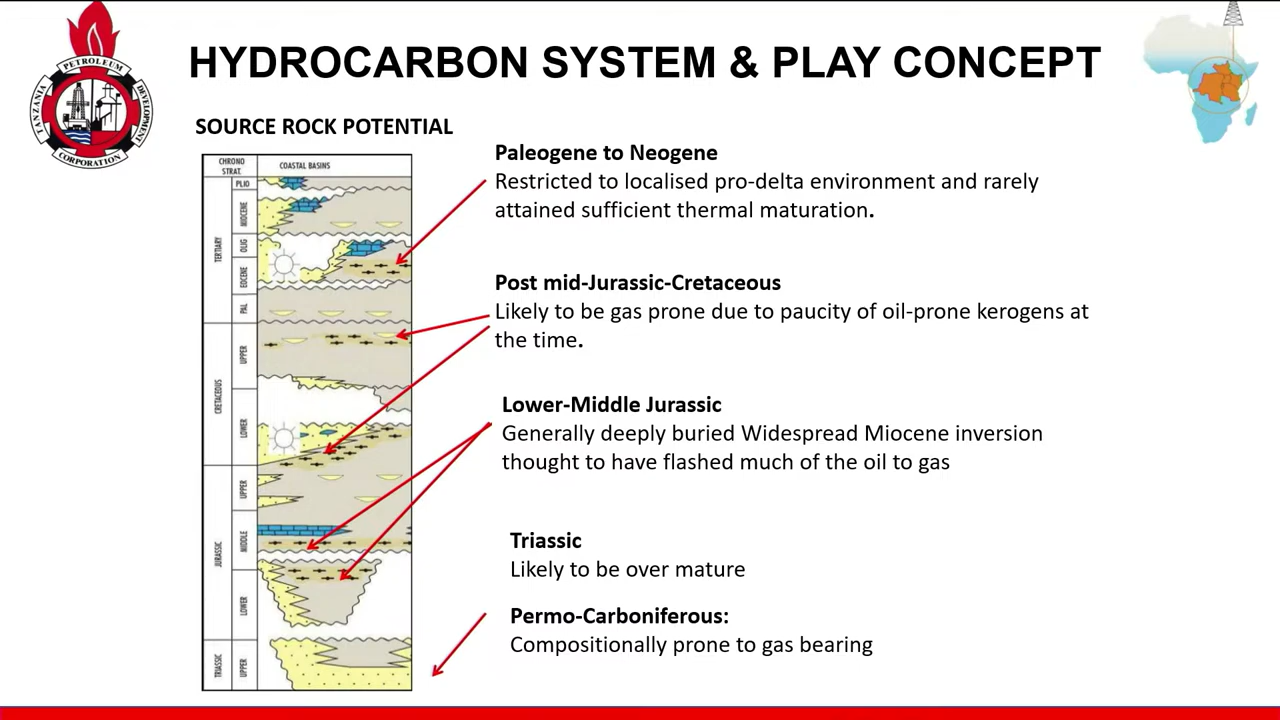 HYDROCARBON SYSTEM & PLAY CONCEPT
TANZANIA PETROLEUM DEVELOPMENT CORPORATION
SOURCE ROCK POTENTIAL
CHRONO STRAT.
COASTAL BASINS
TERTIARY
PLIO
MIOCENE
OLIG
EOCENE
PAL
CRETACEOUS
UPPER
LOWER
JURASSIC
UPPER
MIDDLE
LOWER
TRIASSIC
UPPER
Paleogene to Neogene
Restricted to localised pro-delta environment and rarely
attained sufficient thermal maturation.
Post mid-Jurassic-Cretaceous
Likely to be gas prone due to paucity of oil-prone kerogens at
the time.
Lower-Middle Jurassic
Generally deeply buried Widespread Miocene inversion
thought to have flashed much of the oil to gas
Triassic
Likely to be over mature
Permo-Carboniferous:
Compositionally prone to gas bearing